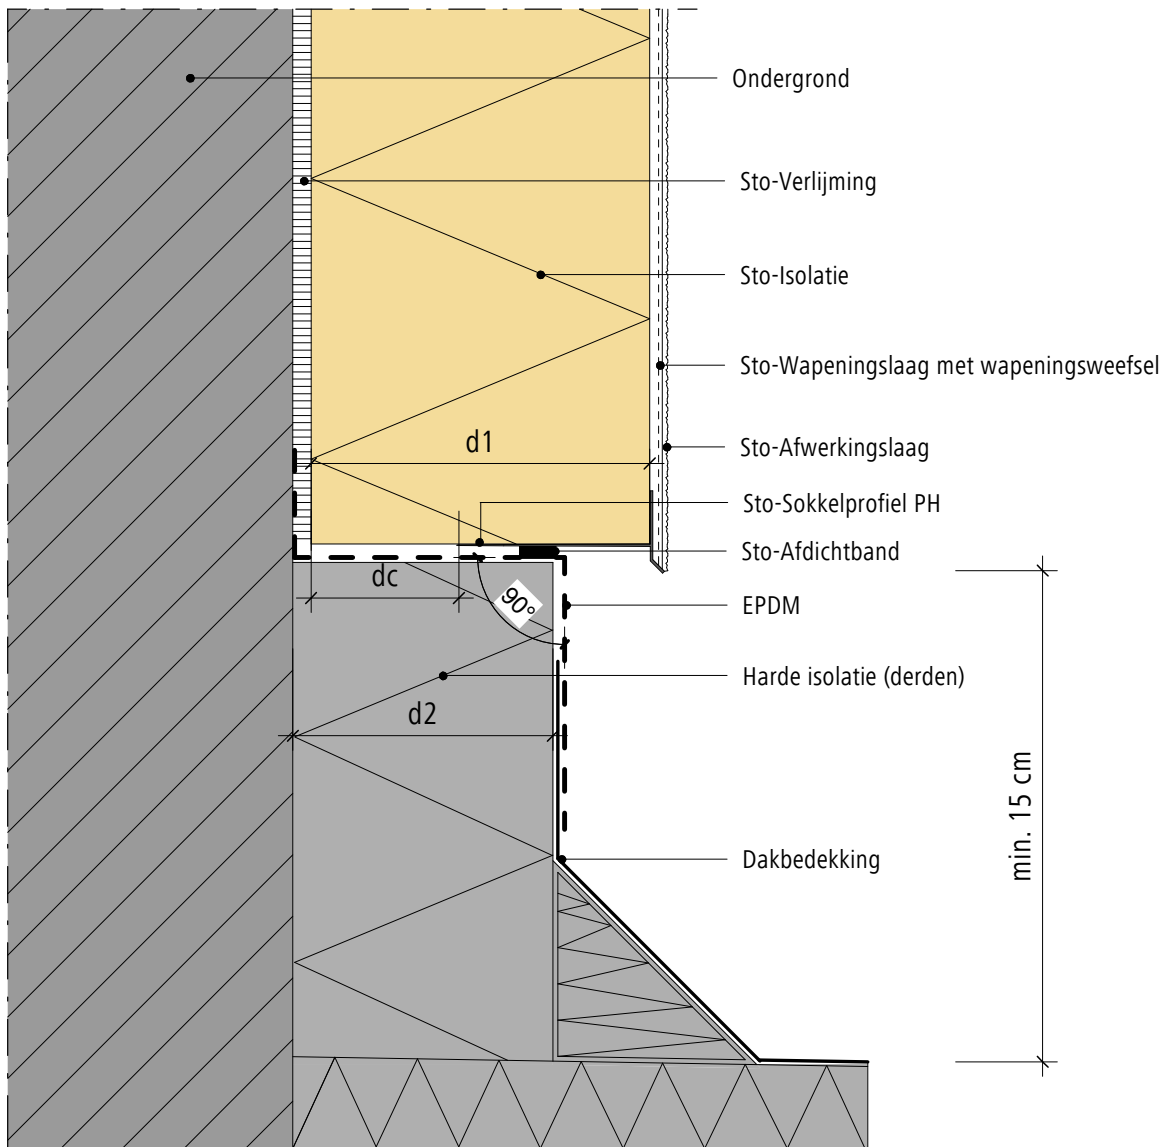 Ondergrond
Sto-Verlijming
Sto-Isolatie
Sto-Wapeningslaag met wapeningsweefsel
d1
Sto-Afwerkingslaag
Sto-Sokkelprofiel PH
Sto-Afdichtband
dc
90°
EPDM
Harde isolatie (derden)
d2
min. 15 cm
Dakbedekking